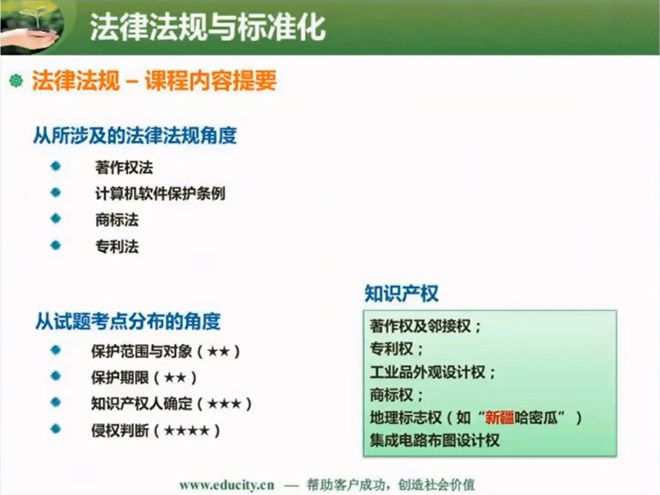 法律法规与标准化
法律法规 – 课程内容提要
从所涉及的法律法规角度
著作权法
计算机软件保护条例
商标法
专利法
从试题考点分布的角度
保护范围与对象（★★）
保护期限（★★）
知识产权人确定（★★★）
侵权判断（★★★★）
知识产权
著作权及邻接权；
专利权；
工业品外观设计权；
商标权；
地理标志权（如“新疆哈密瓜”）
集成电路布图设计权
www.educity.cn — 帮助客户成功，创造社会价值